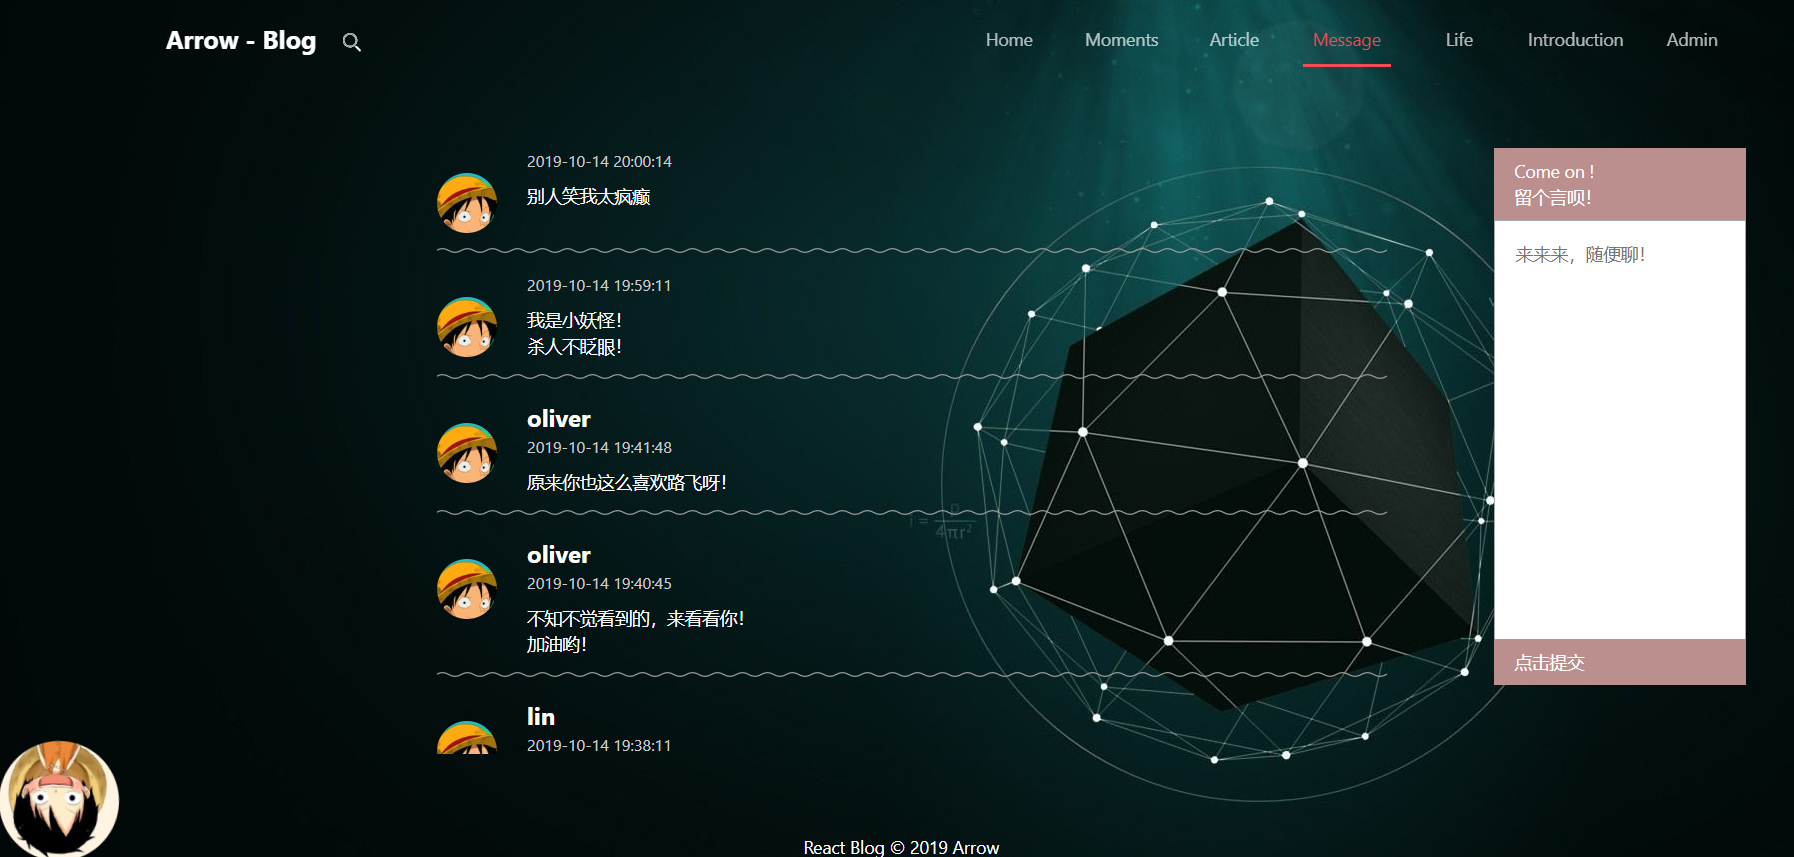 Arrow - Blog
Home
Moments
Article
Message
Life
Introduction
Admin
2019-10-14 20:00:14
别人笑我太疯癫
2019-10-14 19:59:11
我是小妖怪！
杀人不眨眼！
oliver
2019-10-14 19:41:48
原来你也这么喜欢路飞呀！
oliver
2019-10-14 19:40:45
不知不觉看到的，来看看你！
加油哟！
lin
2019-10-14 19:38:11
Come on !
留个言呗！
来来来，随便聊！
点击提交
React Blog © 2019 Arrow